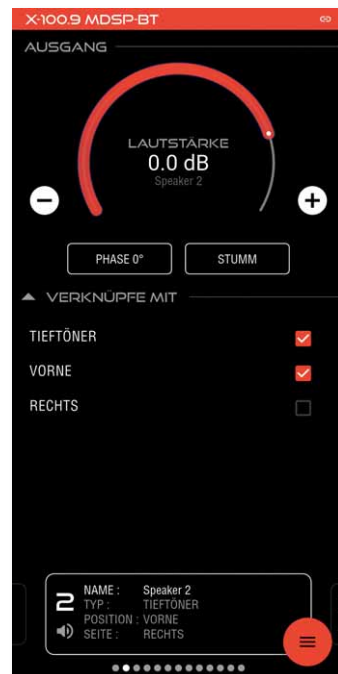 X-100.9 MDSP-BT
AUSGANG
LAUTSTÄRKE
0.0 dB
Speaker 2
PHASE 0°
STUMM
VERKNÜPFE MIT
TIEFTÖNER
VORNE
RECHTS
2
NAME : Speaker 2
TYP : TIEFTÖNER
POSITION : VORNE
SEITE : RECHTS